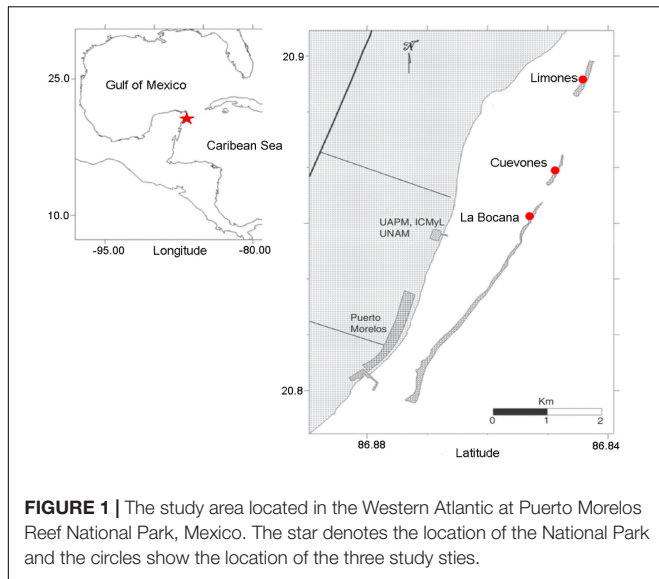 25.0
Gulf of Mexico
Caribean Sea
10.0
-95.00
Longitude
-80.00
20.9
N
Limones
Cuevones
La Bocana
UAPM, ICMyL
UNAM
Puerto
Morelos
20.8
Km
0 1 2
86.88
86.84
Latitude
FIGURE 1 | The study area located in the Western Atlantic at Puerto Morelos
Reef National Park, Mexico. The star denotes the location of the National Park
and the circles show the location of the three study sties.